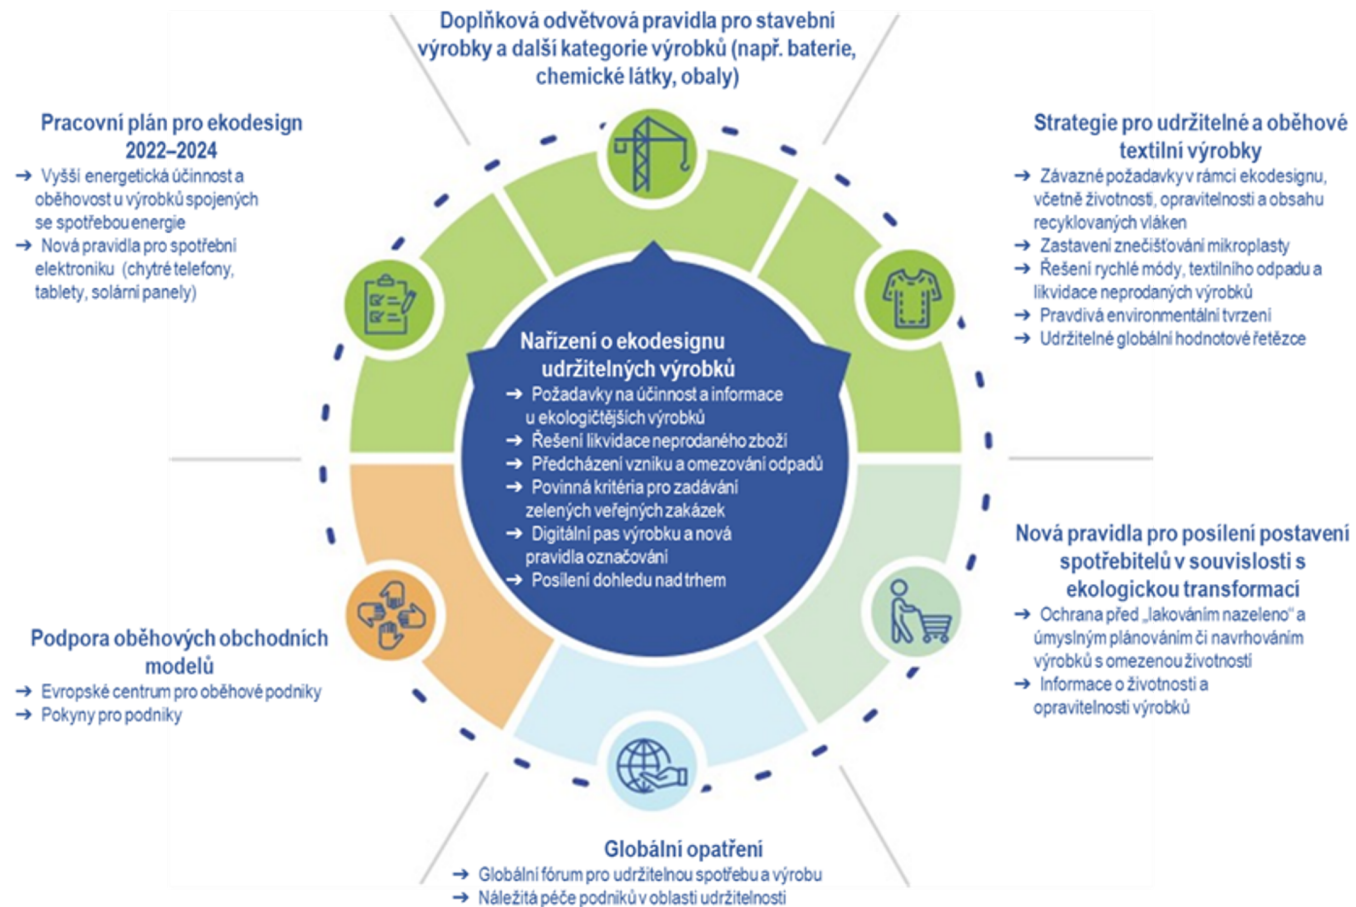 Doplňková odvětvová pravidla pro stavební
výrobky a další kategorie výrobků (např. baterie,
chemické látky, obaly)
Pracovní plán pro ekodesign
2022–2024
➔ Vyšší energetická účinnost a
oběhovost u výrobků spojených
se spotřebou energie
➔ Nová pravidla pro spotřební
elektroniku (chytré telefony,
tablety, solární panely)
Strategie pro udržitelné a oběhové
textilní výrobky
➔ Závazné požadavky v rámci ekodesignu,
včetně životnosti, opravitelnosti a obsahu
recyklovaných vláken
➔ Zastavení znečišťování mikroplasty
➔ Řešení rychlé módy, textilního odpadu a
likvidace neprodaných výrobků
➔ Pravdivá environmentální tvrzení
➔ Udržitelné globální hodnotové řetězce
Nařízení o ekodesignu
udržitelných výrobků
➔ Požadavky na účinnost a informace
u ekologičtějších výrobků
➔ Řešení likvidace neprodaného zboží
➔ Předcházení vzniku a omezování odpadů
➔ Povinná kritéria pro zadávání
zelených veřejných zakázek
➔ Digitální pas výrobku a nová
pravidla označování
➔ Posílení dohledu nad trhem
Nová pravidla pro posílení postavení
spotřebitelů v souvislosti s
ekologickou transformací
➔ Ochrana před „lakováním nazeleno“ a
úmyslným plánováním či navrhováním
výrobků s omezenou životností
➔ Informace o životnosti a
opravitelnosti výrobků
Podpora oběhových obchodních
modelů
➔ Evropské centrum pro oběhové podniky
➔ Pokyny pro podniky
Globální opatření
➔ Globální fórum pro udržitelnou spotřebu a výrobu
➔ Náležitá péče podniků v oblasti udržitelnosti